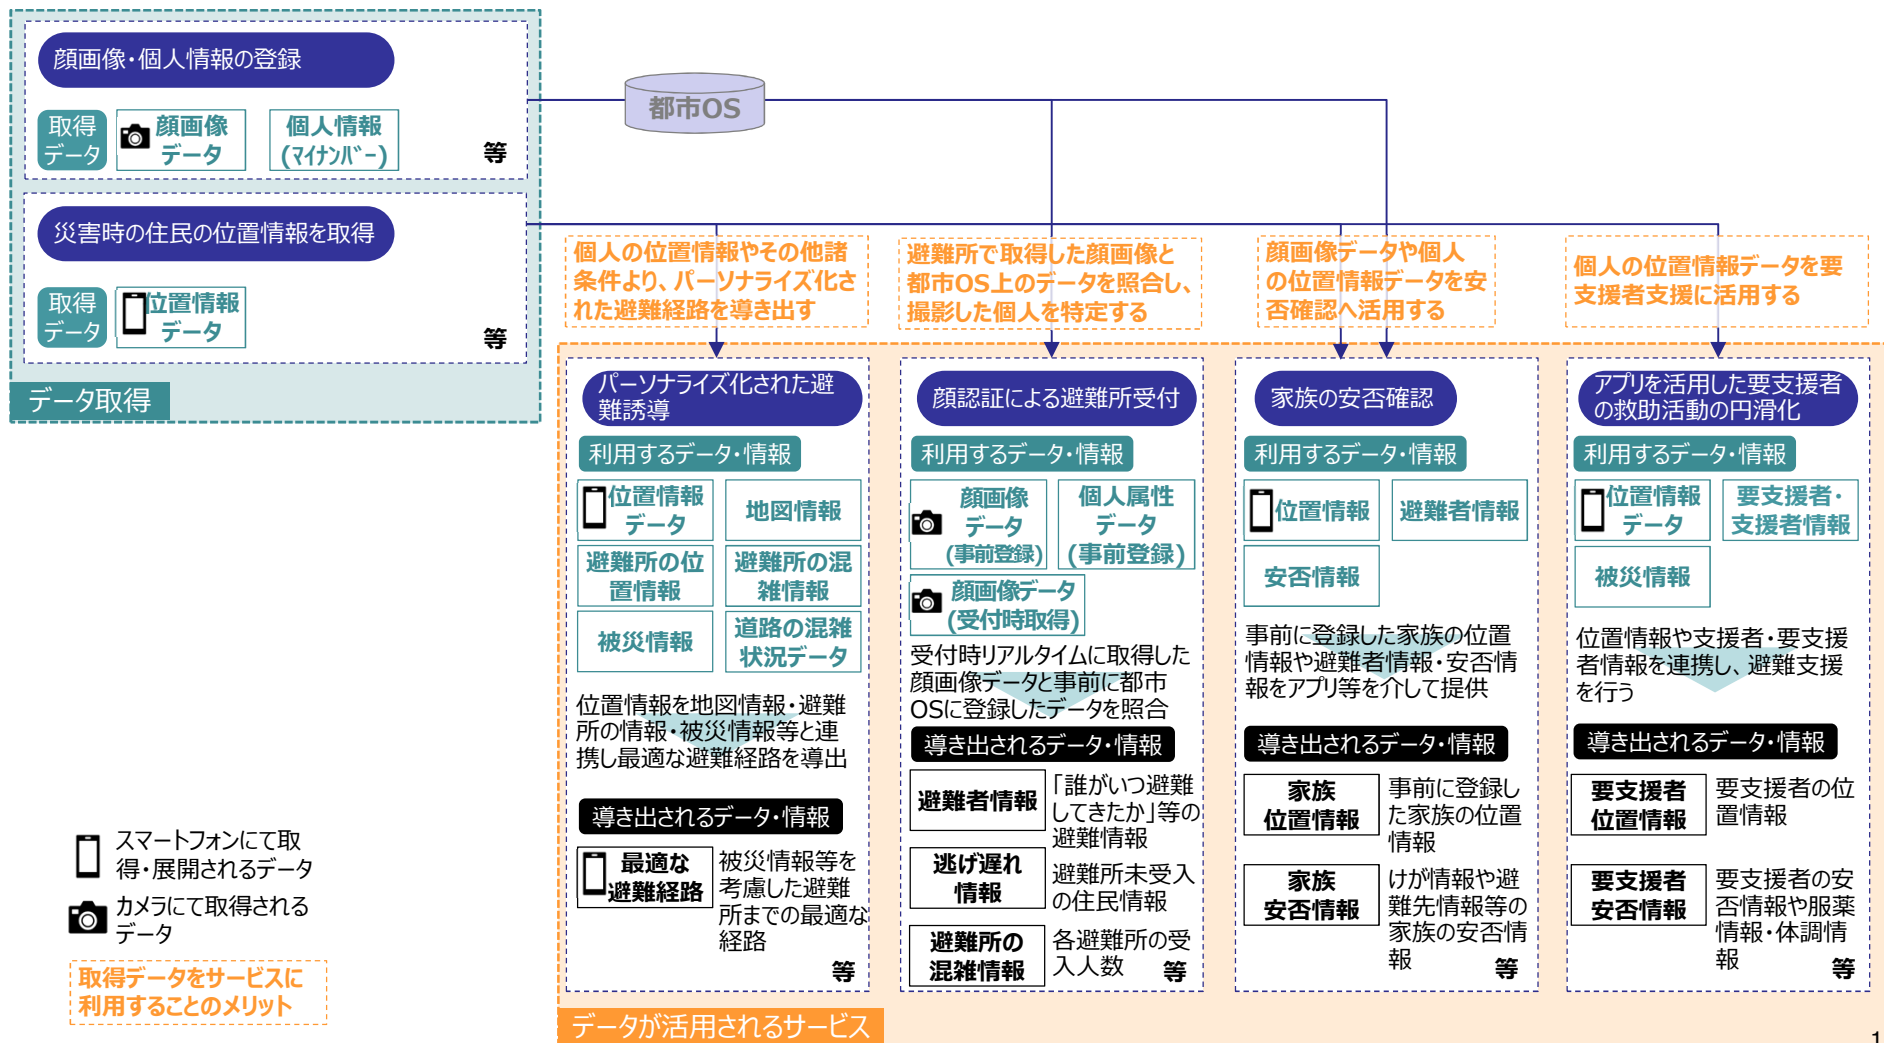 顔画像・個人情報の登録
取得
データ
顔画像
データ
個人情報
(ﾏｲﾅﾝﾊﾞｰ)
等
災害時の住民の位置情報を取得
取得
データ
位置情報
データ
等
データ取得
都市OS
個人の位置情報やその他諸
条件より、パーソナライズ化さ
れた避難経路を導き出す
避難所で取得した顔画像と
都市OS上のデータを照合し、
撮影した個人を特定する
顔画像データや個人
の位置情報データを安
否確認へ活用する
個人の位置情報データを要
支援者支援に活用する
パーソナライズ化された避
難誘導
利用するデータ・情報
位置情報
データ
地図情報
避難所の位
置情報
避難所の混
雑情報
被災情報
道路の混雑
状況データ
位置情報を地図情報・避難
所の情報・被災情報等と連
携し最適な避難経路を導出
導き出されるデータ・情報
最適な
避難経路
被災情報等を
考慮した避難
所までの最適な
経路
等
顔認証による避難所受付
利用するデータ・情報
顔画像
データ
(事前登録)
個人属性
データ
(事前登録)
顔画像データ
(受付時取得)
受付時リアルタイムに取得した
顔画像データと事前に都市
OSに登録したデータを照合
導き出されるデータ・情報
避難者情報
「誰がいつ避難
してきたか」等の
避難情報
逃げ遅れ
情報
避難所未受入
の住民情報
避難所の
混雑情報
各避難所の受
入人数
等
家族の安否確認
利用するデータ・情報
位置情報
避難者情報
安否情報
事前に登録した家族の位置
情報や避難者情報・安否情
報をアプリ等を介して提供
導き出されるデータ・情報
家族
位置情報
事前に登録し
た家族の位置
情報
家族
安否情報
けが情報や避
難先情報等の
家族の安否情
報
等
アプリを活用した要支援者
の救助活動の円滑化
利用するデータ・情報
位置情報
データ
要支援者・
支援者情報
被災情報
位置情報や支援者・要支援
者情報を連携し、避難支援
を行う
導き出されるデータ・情報
要支援者
位置情報
要支援者の位
置情報
要支援者
安否情報
要支援者の安
否情報や服薬
情報・体調情
報
等
データが活用されるサービス
スマートフォンにて取
得・展開されるデータ
カメラにて取得される
データ
取得データをサービスに
利用することのメリット
1